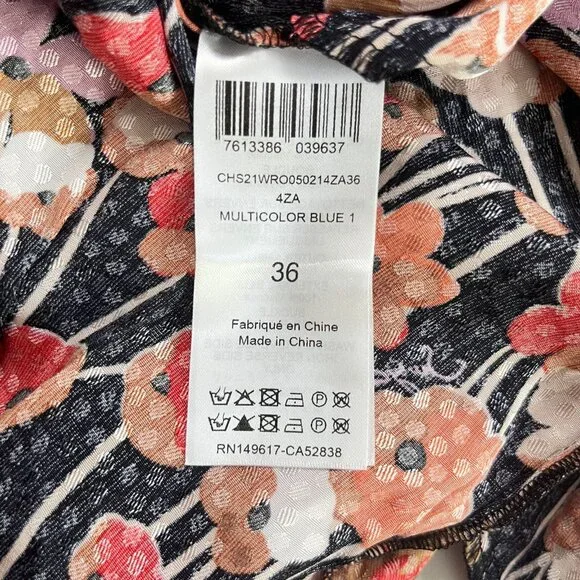 7613386 039637
CHS21WRO050214ZA36
4ZA
MULTICOLOR BLUE 1
36
Fabriqué en Chine
Made in China
P
P
RN149617-CA52838